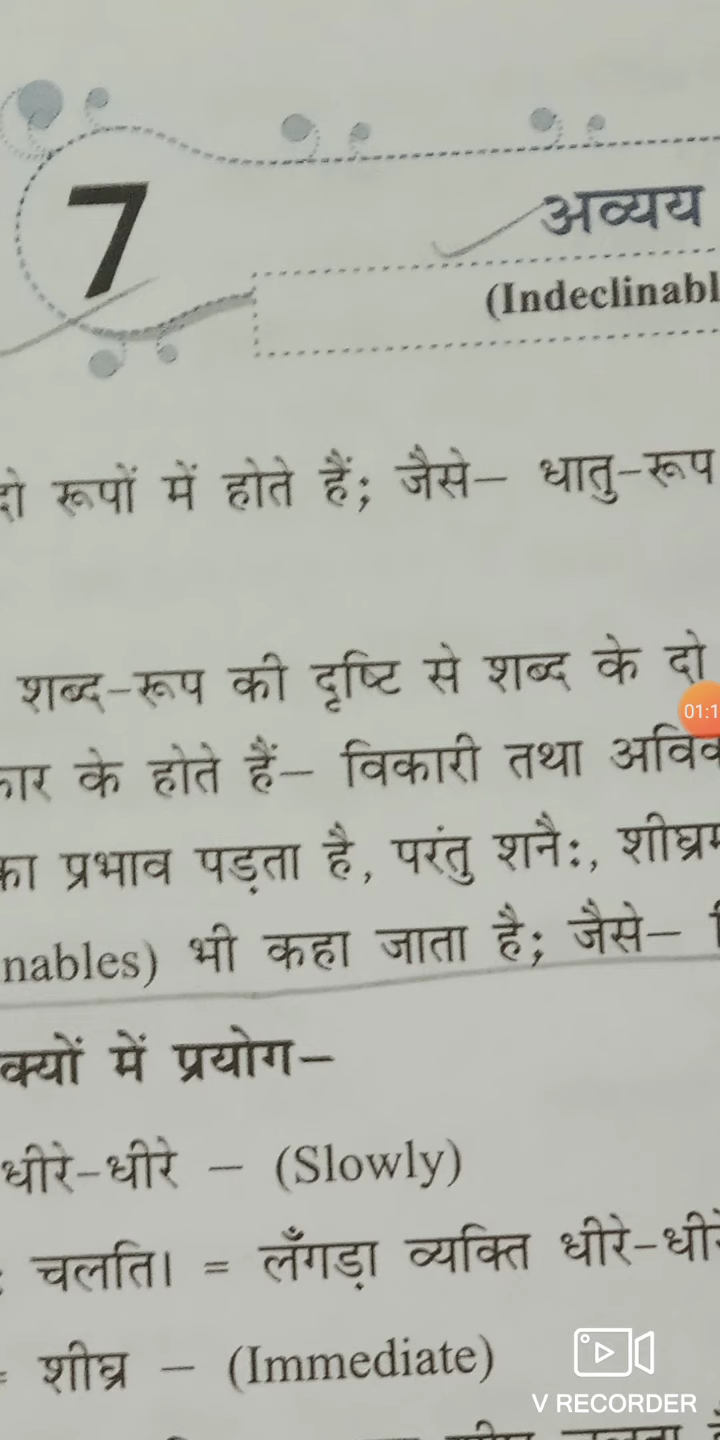 7
अव्यय
(Indeclinabl
रूपों में होते हैं; जैसे– धातु-रूप
शब्द-रूप की दृष्टि से शब्द के दो
01:1
के होते हैं– विकारी तथा
का प्रभाव पड़ता है, परंतु शनैः, शीघ्रम
nables) भी कहा जाता है; जैसे–
क्यों में प्रयोग–
धीरे-धीरे – (Slowly)
चलति। = लँगड़ा व्यक्ति धीरे-धीरे
= शीघ्र – (Immediate)
V RECORDER